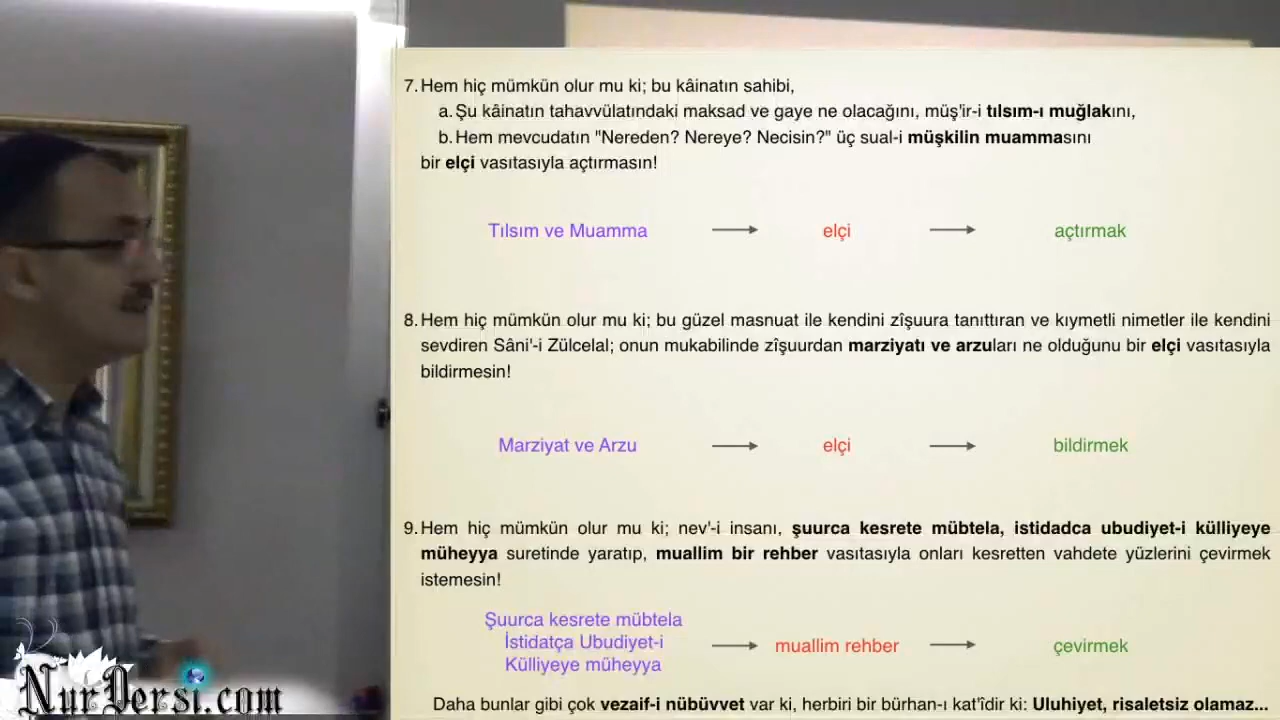 7. Hem hiç mümkün olur mu ki; bu kâinatın sahibi,
a. Şu kâinatın tahavvülatındaki maksad ve gaye ne olacağını, müş'ir-i tılsım-ı muğlakını,
b. Hem mevcudatın "Nereden? Nereye? Necisin?" üç sual-i müşkilin muammasını
bir elçi vasıtasıyla açtırmasın!
Tılsım ve Muamma → elçi → açtırmak
8. Hem hiç mümkün olur mu ki; bu güzel masnuat ile kendini zîşuura tanıttıran ve kıymetli nimetler ile kendini
sevdiren Sâni'-i Zülcelal; onun mukabilinde zîşuurdan marziyatı ve arzuları ne olduğunu bir elçi vasıtasıyla
bildirmesin!
Marziyat ve Arzu → elçi → bildirmek
9. Hem hiç mümkün olur mu ki; nev'-i insanı, şuurca kesrete mübtela, istidadca ubudiyet-i külliyeye
müheyya suretinde yaratıp, muallim bir rehber vasıtasıyla onları kesretten vahdete yüzlerini çevirmek
istemesin!
Şuurca kesrete mübtela
İstidatça Ubudiyet-i
Külliyeye müheyya → muallim rehber → çevirmek
Daha bunlar gibi çok vezaif-i nübüvvet var ki, herbiri bir bürhan-ı kat'îdir ki: Uluhiyet, risaletsiz olamaz...
NurDersi.com